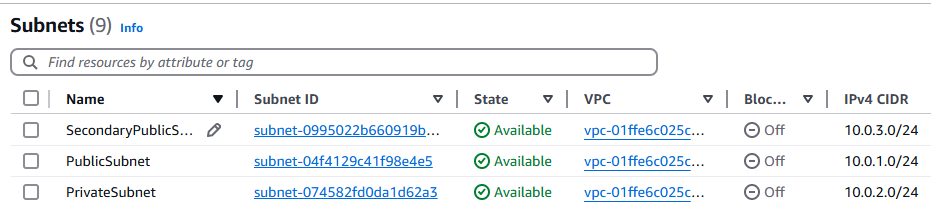 Subnets (9) Info
Find resources by attribute or tag
Name Subnet ID State VPC Bloc... IPv4 CIDR
SecondaryPublicS... subnet-0995022b660919b... Available vpc-01ffe6c025c... Off 10.0.3.0/24
PublicSubnet subnet-04f4129c41f98e4e5 Available vpc-01ffe6c025c... Off 10.0.1.0/24
PrivateSubnet subnet-074582fd0da1d62a3 Available vpc-01ffe6c025c... Off 10.0.2.0/24